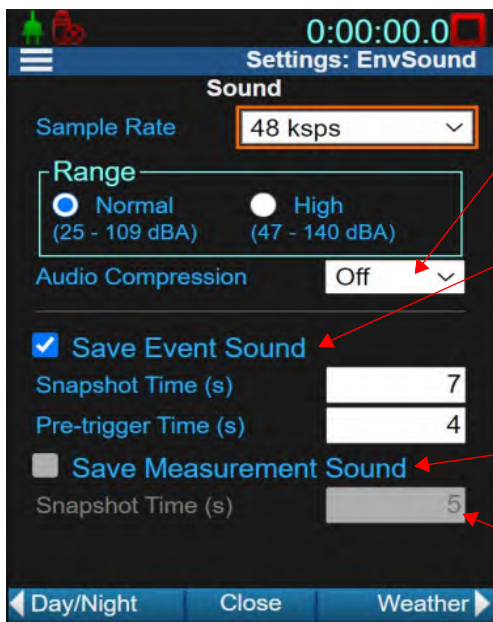 0:00:00.0
Settings: EnvSound
Sound
Sample Rate 48 ksps
Range
Normal High
(25 - 109 dBA) (47 - 140 dBA)
Audio Compression Off
Save Event Sound
Snapshot Time (s) 7
Pre-trigger Time (s) 4
Save Measurement Sound
Snapshot Time (s) 5
Day/Night Close Weather